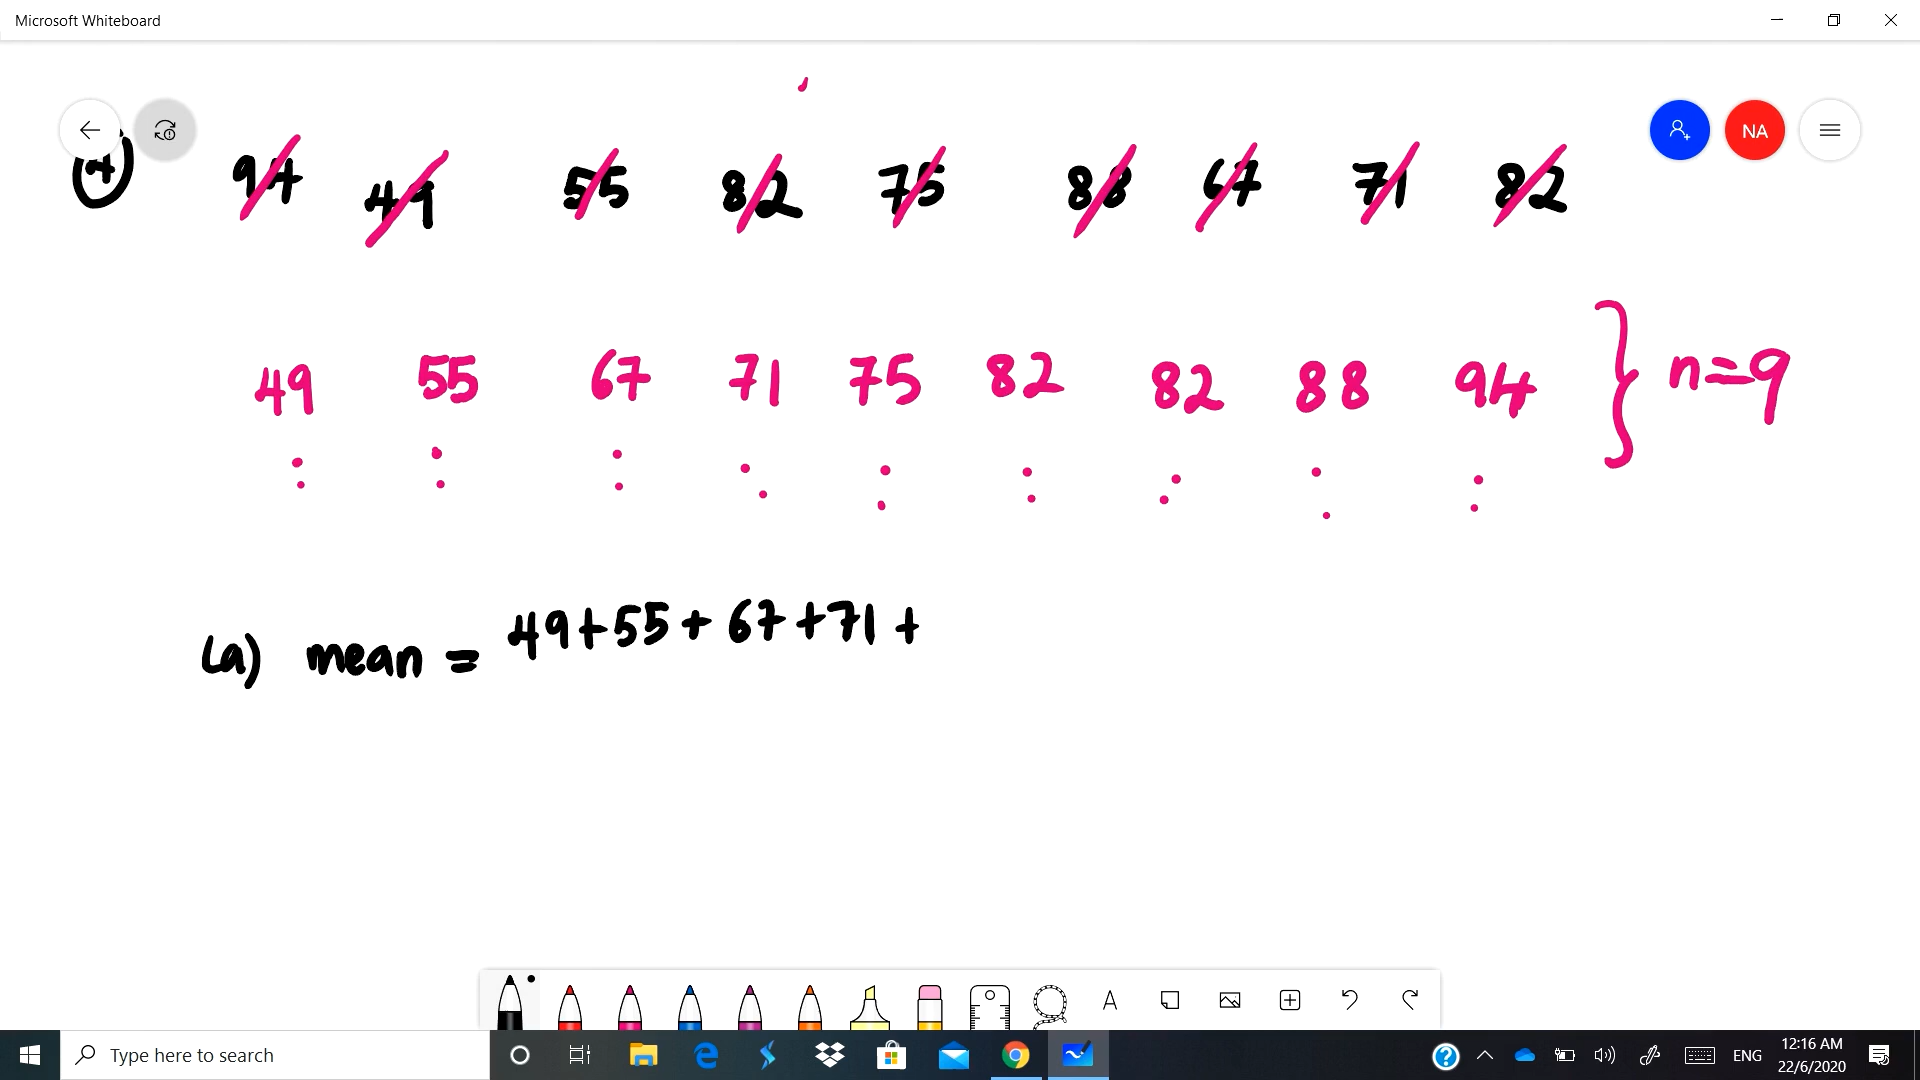 Microsoft Whiteboard
94 49 55 82 75 88 67 71 82
NA
49 55 67 71 75 82 82 88 94 } n=9
(a) mean = 49+55+67+71+
A
Type here to search
ENG
12:16 AM
22/6/2020